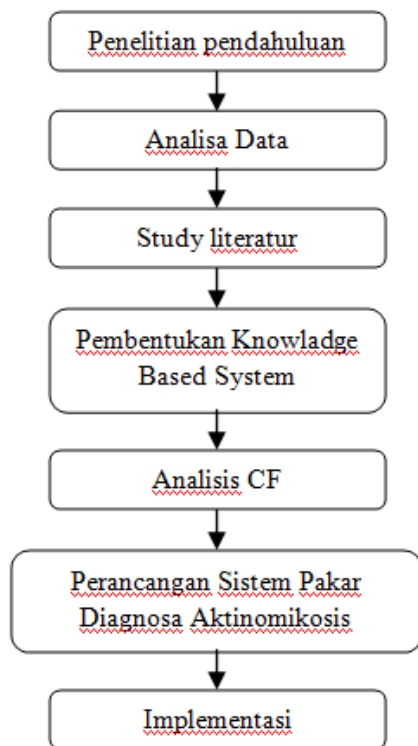 Penelitian pendahuluan
Analisa Data
Study literatur
Pembentukan Knowladge
Based System
Analisis CF
Perancangan Sistem Pakar
Diagnosa Aktinomikosis
Implementasi